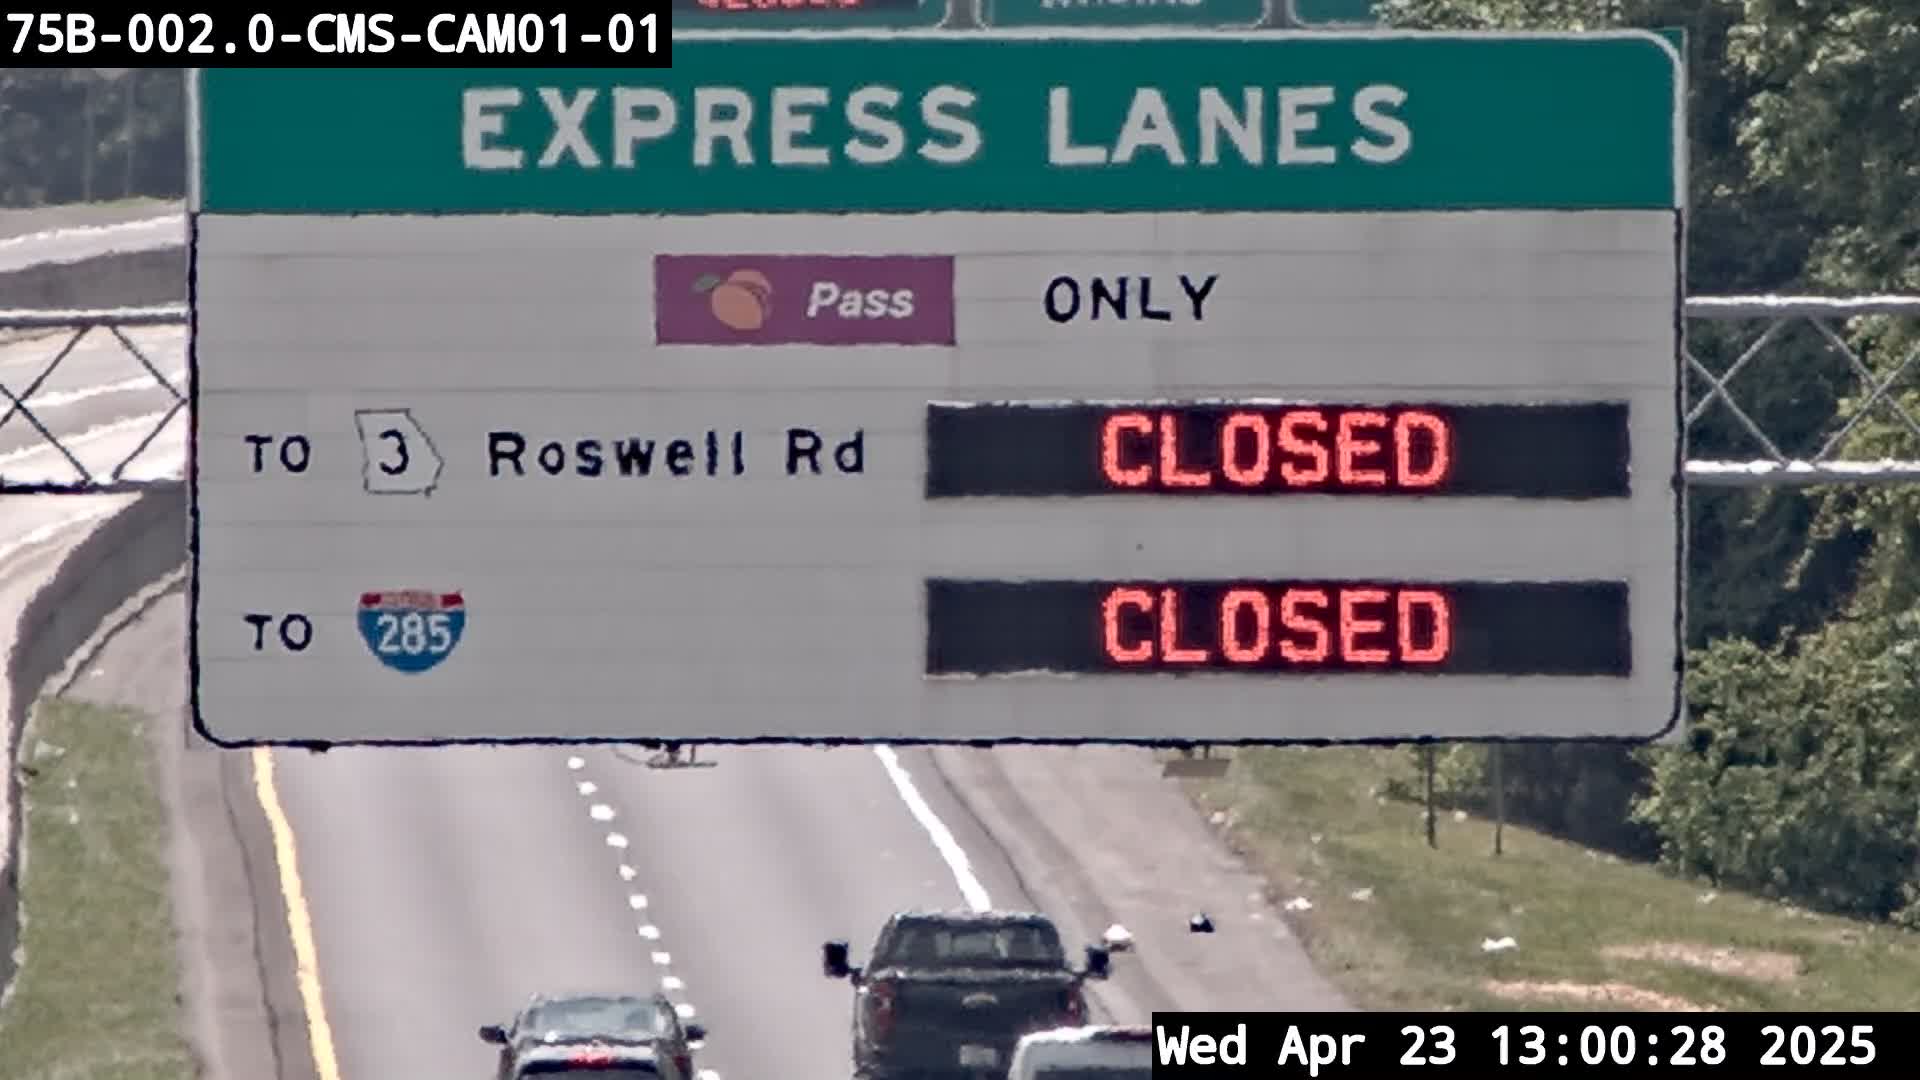 75B-002.0-CMS-CAM01-01
EXPRESS LANES
Pass ONLY
TO 3 Roswell Rd CLOSED
TO 285 CLOSED
Wed Apr 23 13:00:28 2025